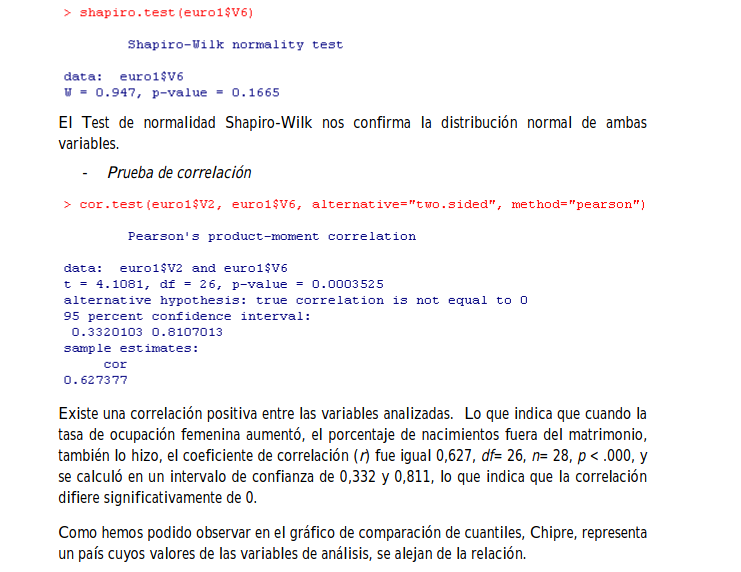 > shapiro.test(euro1$V6)
Shapiro-Wilk normality test
data:  euro1$V6
W = 0.947, p-value = 0.1665
El Test de normalidad Shapiro-Wilk nos confirma la distribución normal de ambas
variables.
- Prueba de correlación
> cor.test(euro1$V2, euro1$V6, alternative="two.sided", method="pearson")
Pearson's product-moment correlation
data:  euro1$V2 and euro1$V6
t = 4.1081, df = 26, p-value = 0.0003525
alternative hypothesis: true correlation is not equal to 0
95 percent confidence interval:
0.3320103 0.8107013
sample estimates:
cor
0.627377
Existe una correlación positiva entre las variables analizadas. Lo que indica que cuando la
tasa de ocupación femenina aumentó, el porcentaje de nacimientos fuera del matrimonio,
también lo hizo, el coeficiente de correlación (r) fue igual 0,627, df= 26, n= 28, p < .000, y
se calculó en un intervalo de confianza de 0,332 y 0,811, lo que indica que la correlación
difiere significativamente de 0.
Como hemos podido observar en el gráfico de comparación de cuantiles, Chipre, representa
un país cuyos valores de las variables de análisis, se alejan de la relación.